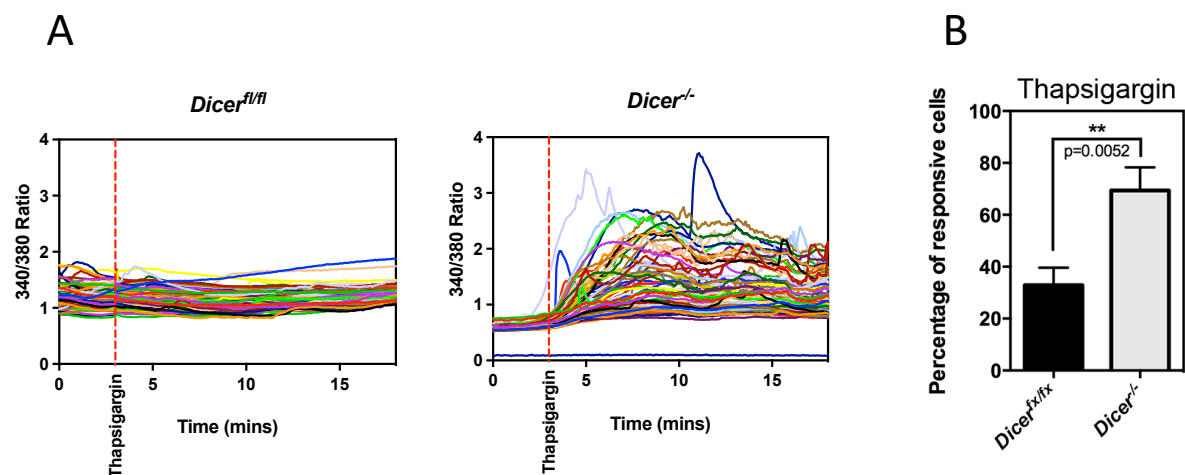 A
Dicer^fl/fl
4
3
2
1
0
340/380 Ratio
0 5 10 15
Thapsigargin
Time (mins)
Dicer^-/-
4
3
2
1
0
340/380 Ratio
0 5 10 15
Thapsigargin
Time (mins)
B
Thapsigargin
100
80
60
40
20
0
Percentage of responsive cells
**
p=0.0052
Dicer^fx/fx
Dicer^-/-